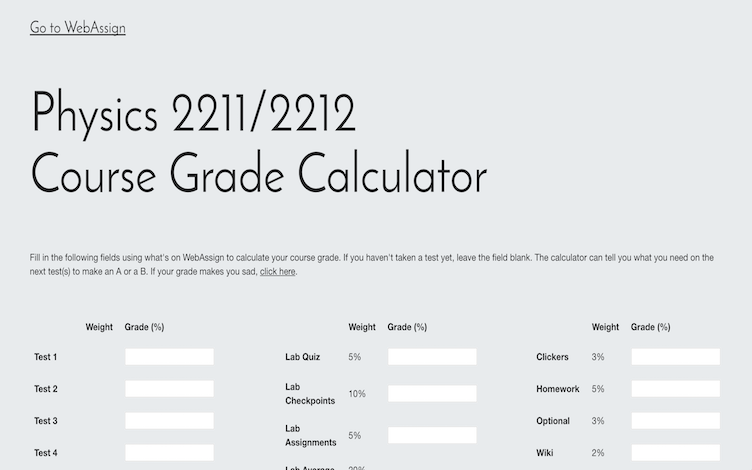 Go to WebAssign
Physics 2211/2212
Course Grade Calculator
Fill in the following fields using what's on WebAssign to calculate your course grade. If you haven't taken a test yet, leave the field blank. The calculator can tell you what you need on the
next test(s) to make an A or a B. If your grade makes you sad, click here.
Weight Grade (%)
Test 1
Test 2
Test 3
Test 4
Weight Grade (%)
Lab Quiz 5%
Lab
Checkpoints 10%
Lab
Assignments 5%
Lab Average 20%
Weight Grade (%)
Clickers 3%
Homework 5%
Optional 3%
Wiki 2%